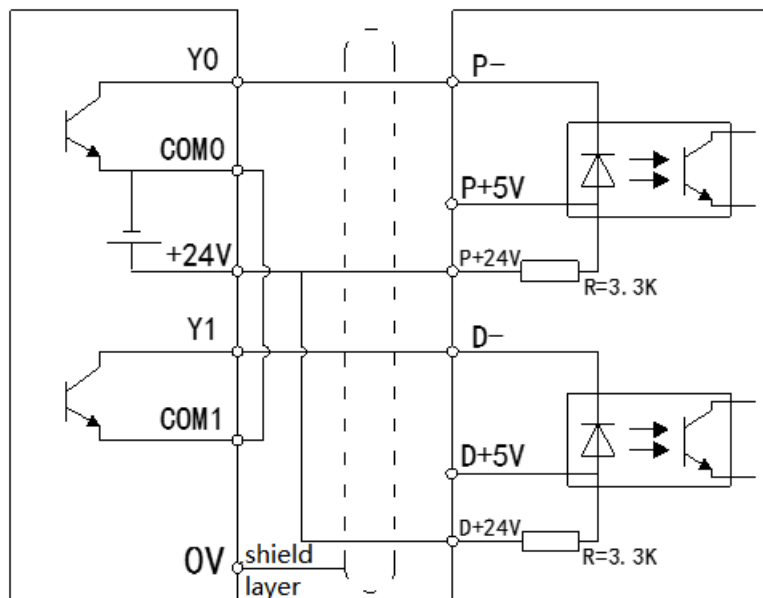 Y0
P-
COM0
P+5V
+24V
P+24V
R=3.3K
Y1
D-
COM1
D+5V
D+24V
R=3.3K
0V
shield
layer